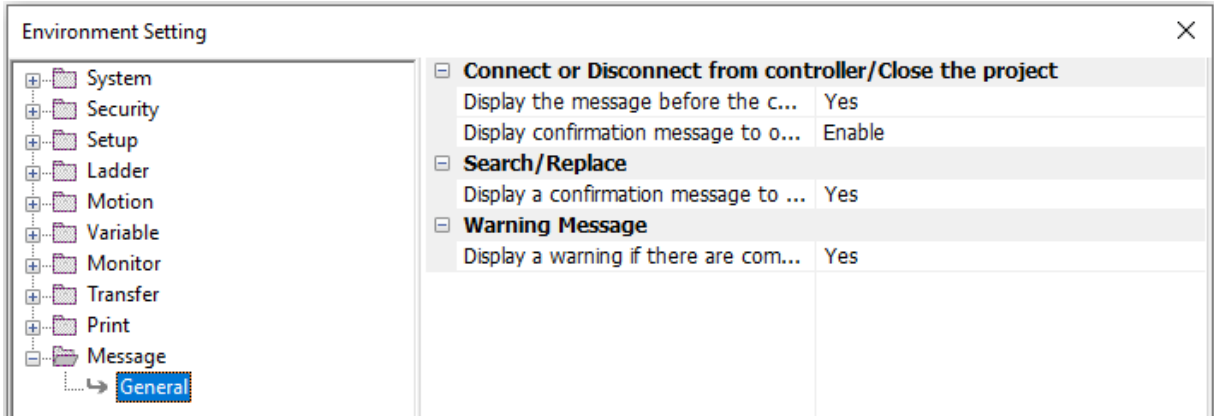 Environment Setting
System
Security
Setup
Ladder
Motion
Variable
Monitor
Transfer
Print
Message
General
Connect or Disconnect from controller/Close the project
Display the message before the c... Yes
Display confirmation message to o... Enable
Search/Replace
Display a confirmation message to ... Yes
Warning Message
Display a warning if there are com... Yes